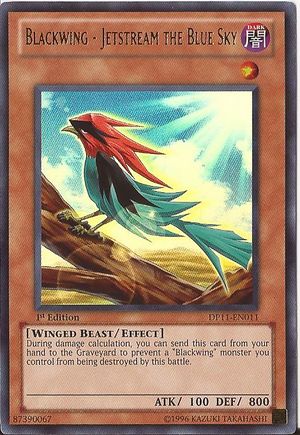 BLACKWING - JETSTREAM THE BLUE SKY
DARK
闇
1st Edition
DP11-EN011
[WINGED BEAST/EFFECT]
During damage calculation, you can send this card from
your hand to the Graveyard to prevent a "Blackwing" monster you
control from being destroyed by this battle.
ATK/ 100 DEF/ 800
87390067
©1996 KAZUKI TAKAHASHI